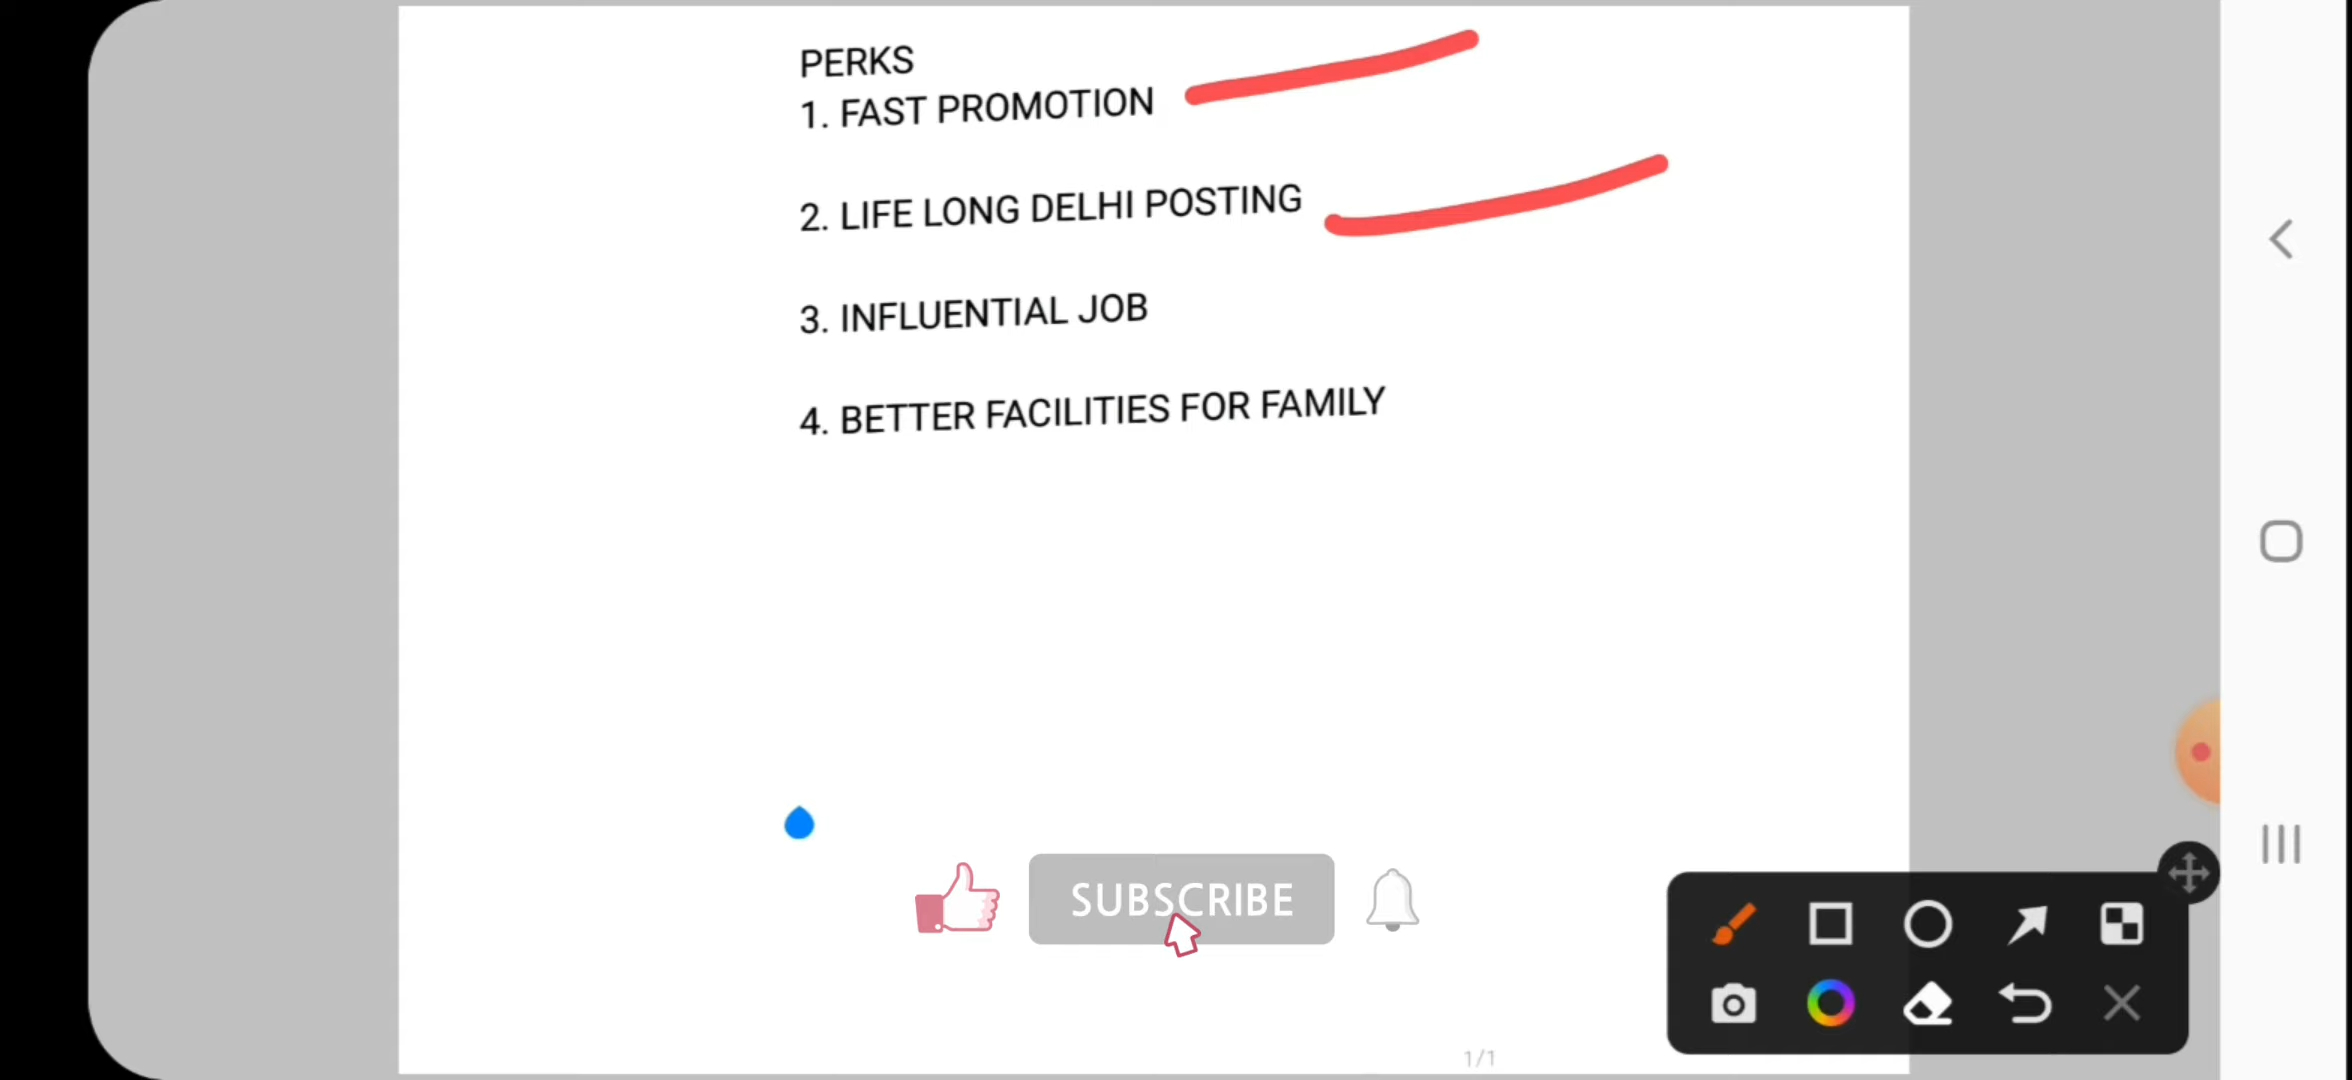 PERKS
1. FAST PROMOTION
2. LIFE LONG DELHI POSTING
3. INFLUENTIAL JOB
4. BETTER FACILITIES FOR FAMILY
SUBSCRIBE
1/1